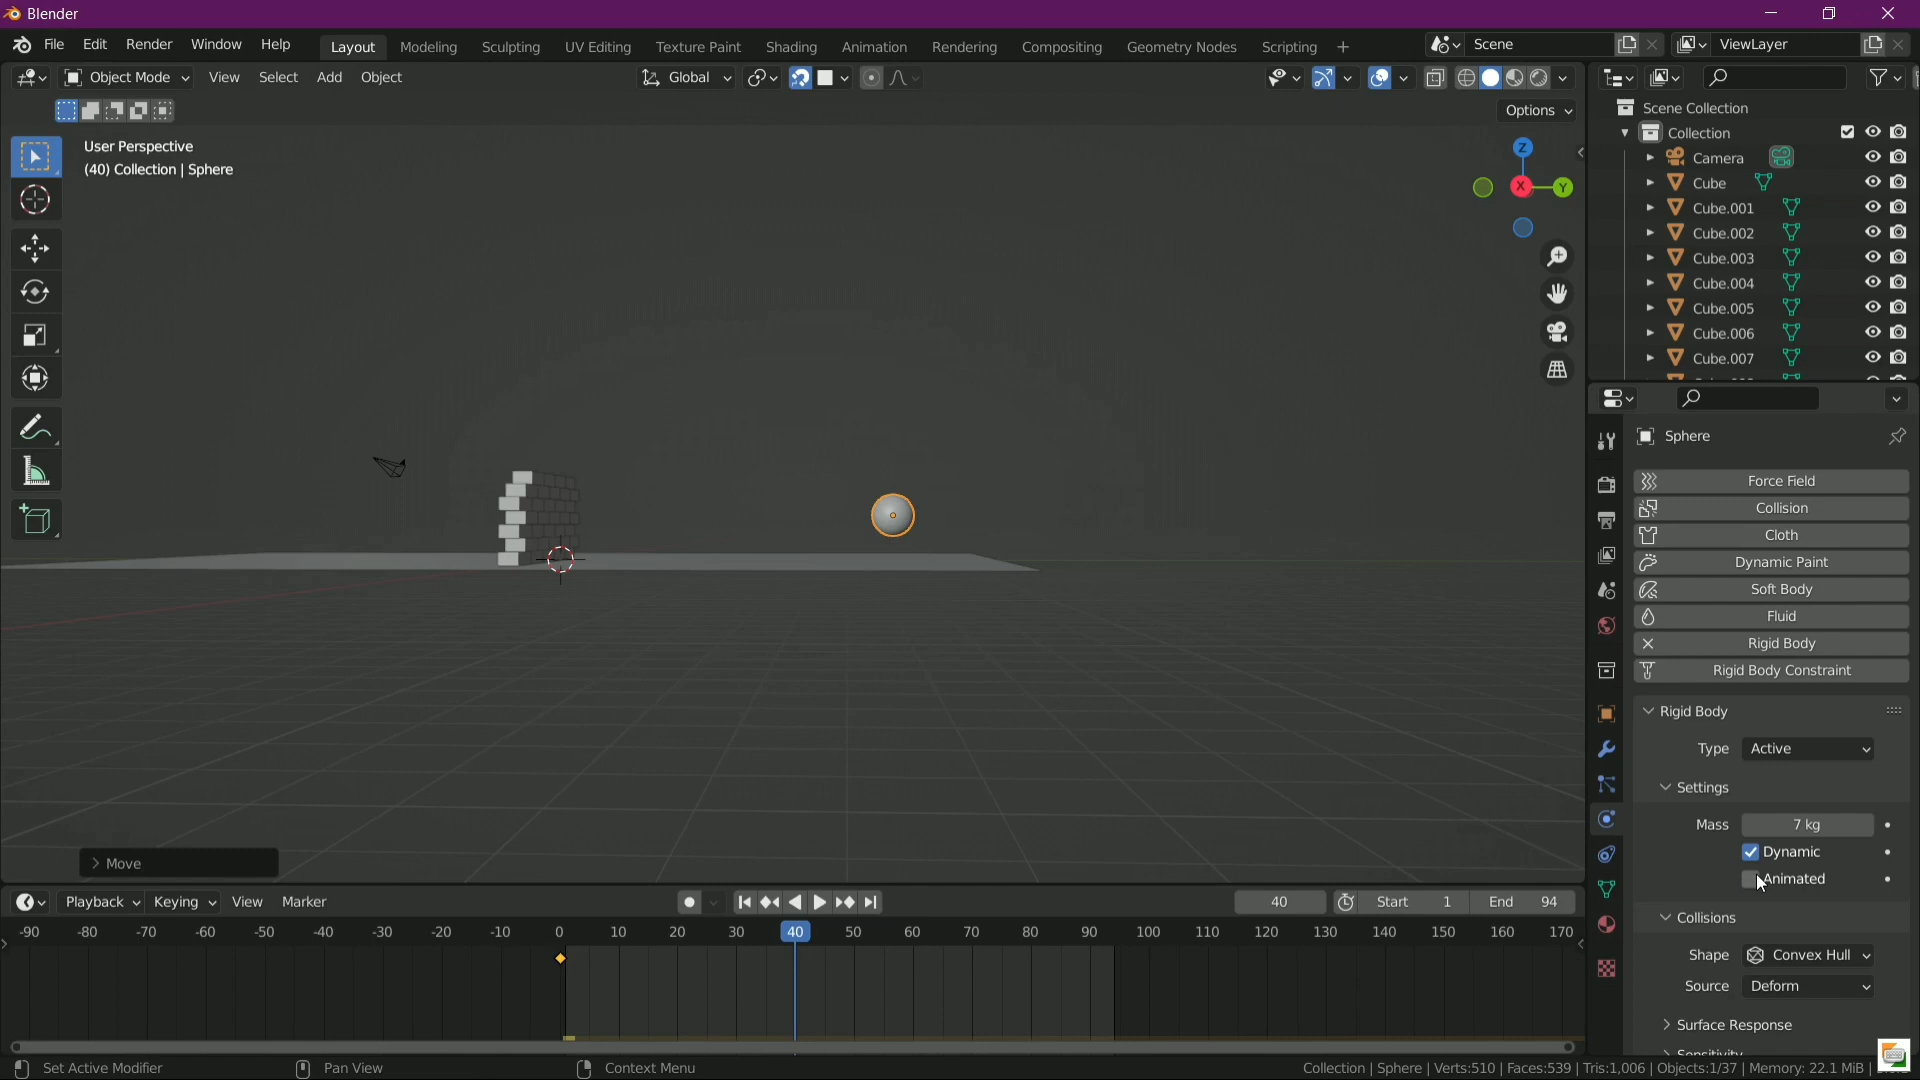 Blender
File Edit Render Window Help Layout Modeling Sculpting UV Editing Texture Paint Shading Animation Rendering Compositing Geometry Nodes Scripting + Scene ViewLayer
Object Mode View Select Add Object Global
Options
User Perspective
(40) Collection | Sphere
Z
X
Y
Scene Collection
Collection
Camera
Cube
Cube.001
Cube.002
Cube.003
Cube.004
Cube.005
Cube.006
Cube.007
Sphere
Force Field
Collision
Cloth
Dynamic Paint
Soft Body
Fluid
Rigid Body
Rigid Body Constraint
Rigid Body
Type Active
Settings
Mass 7 kg
Dynamic
Animated
Collisions
Shape Convex Hull
Source Deform
Surface Response
Sensitivity
Move
Playback Keying View Marker 40 Start 1 End 94
-90 -80 -70 -60 -50 -40 -30 -20 -10 0 10 20 30 40 50 60 70 80 90 100 110 120 130 140 150 160 170
Set Active Modifier Pan View Context Menu Collection | Sphere | Verts:510 | Faces:539 | Tris:1,006 | Objects:1/37 | Memory: 22.1 MiB |